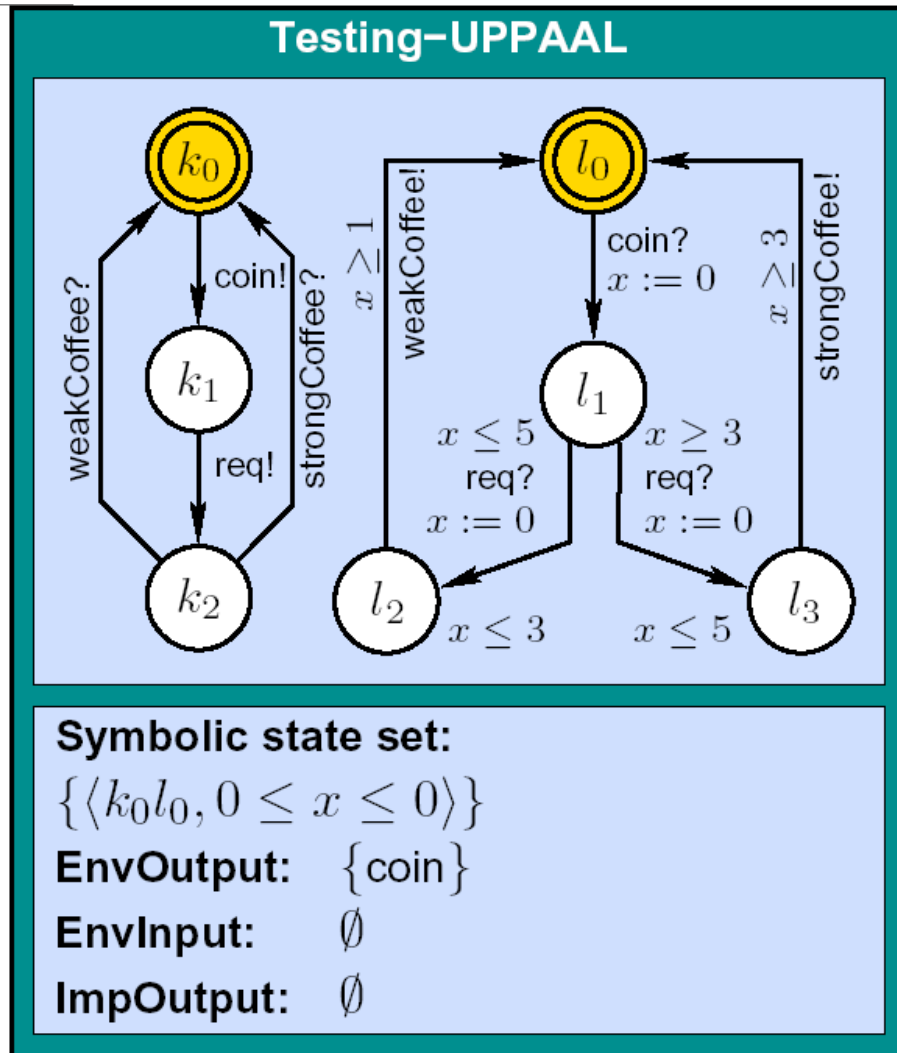 Testing-UPPAAL
k₀
coin!
k₁
req!
k₂
weakCoffee?
strongCoffee?
l₀
coin?
x := 0
l₁
x ≤ 5
req?
x := 0
x ≥ 3
req?
x := 0
l₂
x ≤ 3
x ≤ 5
l₃
x ≥ 1
weakCoffee!
x ≥ 3
strongCoffee!
Symbolic state set:
{⟨k₀l₀, 0 ≤ x ≤ 0⟩}
EnvOutput: {coin}
EnvInput: ∅
ImpOutput: ∅